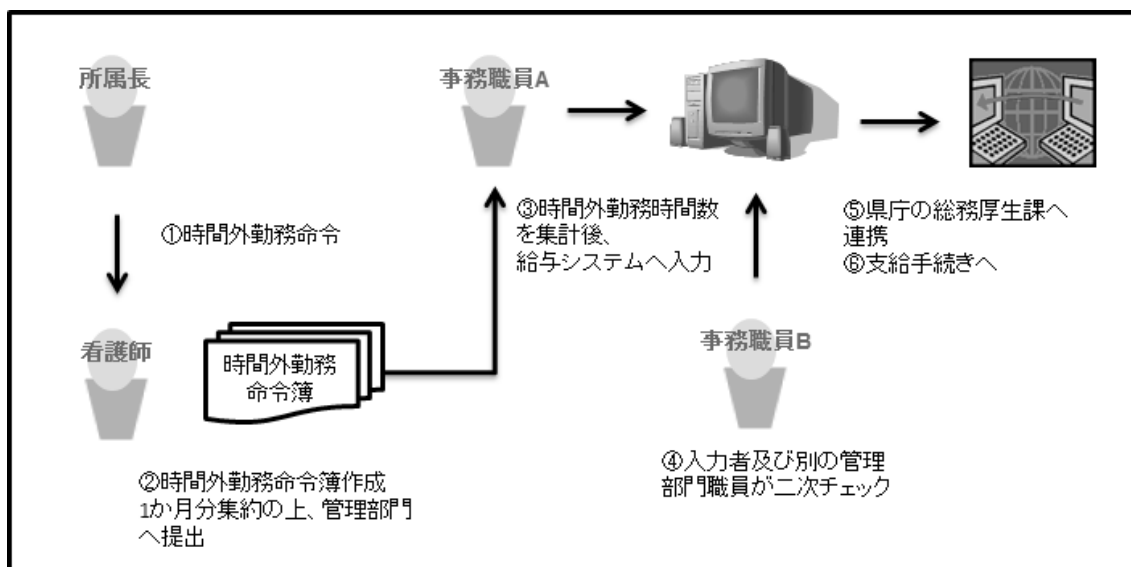 所属長
事務職員A
①時間外勤務命令
③時間外勤務時間数
を集計後、
給与システムへ入力
⑤県庁の総務厚生課へ
連携
⑥支給手続きへ
看護師
時間外勤務
命令簿
事務職員B
②時間外勤務命令簿作成
1か月分集約の上、管理部門
へ提出
④入力者及び別の管理
部門職員が二次チェック